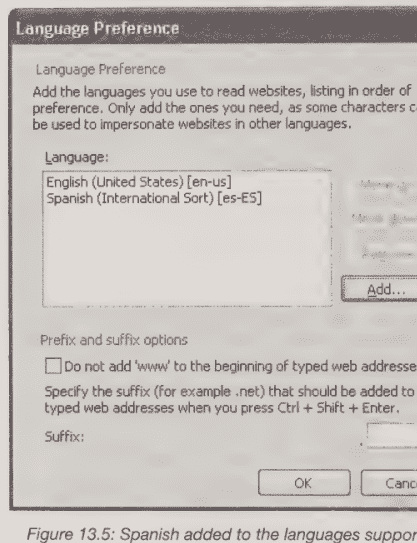 Language Preference
Language Preference
Add the languages you use to read websites, listing in order of
preference. Only add the ones you need, as some characters c
be used to impersonate websites in other languages.
Language:
English (United States) [en-us]
Spanish (International Sort) [es-ES]
Add...
Prefix and suffix options
Do not add 'www' to the beginning of typed web addresse
Specify the suffix (for example .net) that should be added to
typed web addresses when you press Ctrl + Shift + Enter.
Suffix:
.
OK
Canc
Figure 13.5: Spanish added to the languages suppor